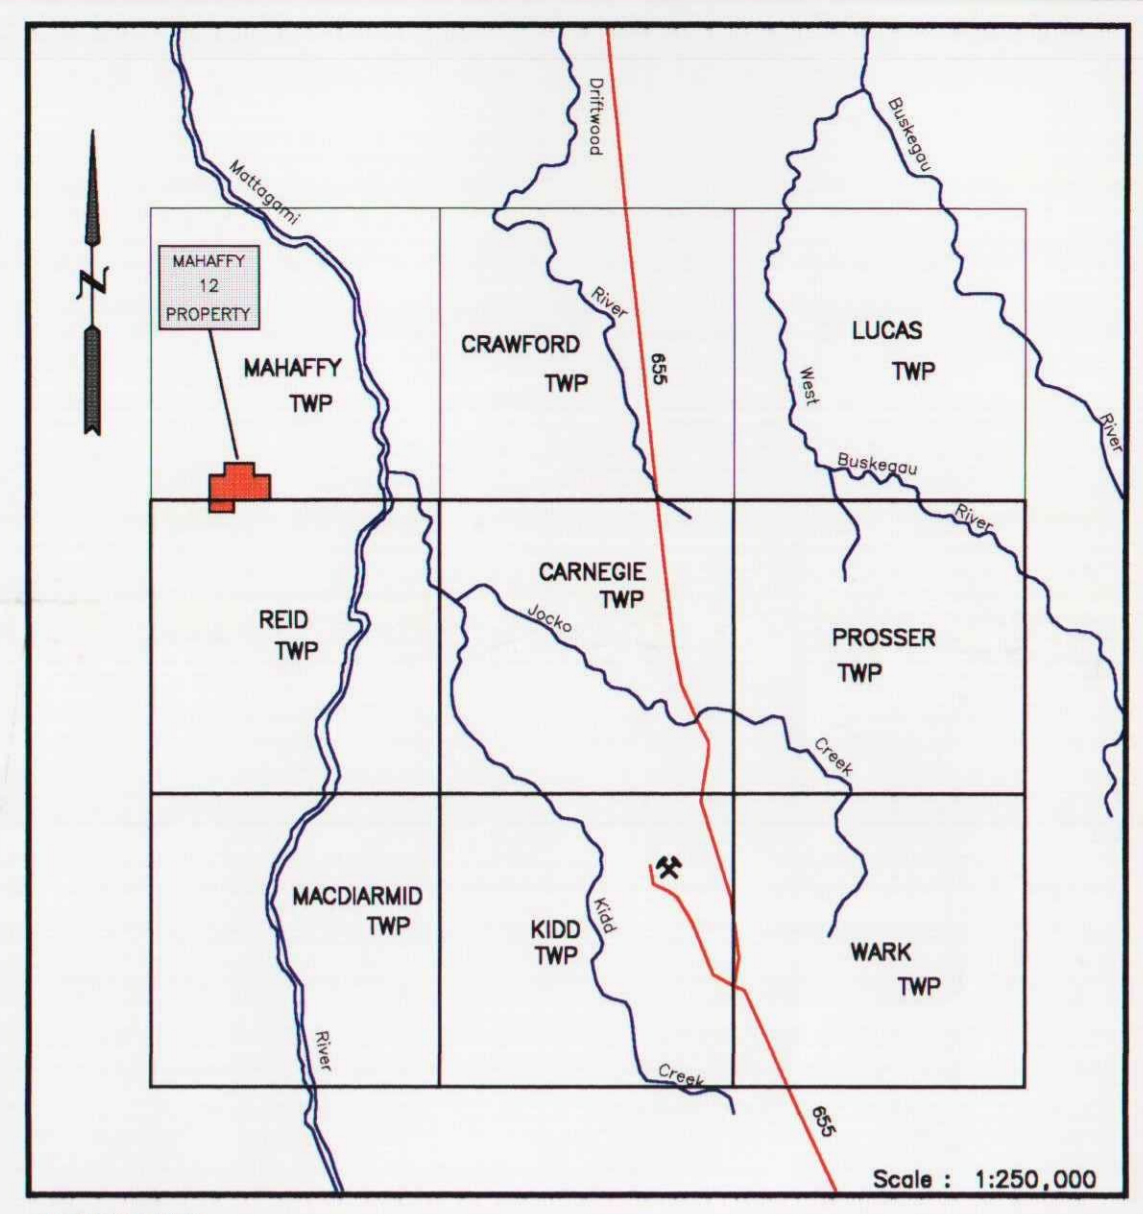 Driftwood
Buskegau
Mattagami
MAHAFFY
12
PROPERTY
River
CRAWFORD
TWP
LUCAS
TWP
MAHAFFY
TWP
655
West
River
Buskegau
River
CARNEGIE
TWP
REID
TWP
Jocko
PROSSER
TWP
Creek
MACDIARMID
TWP
KIDD
TWP
Kidd
WARK
TWP
River
Creek
655
Scale : 1:250,000
N